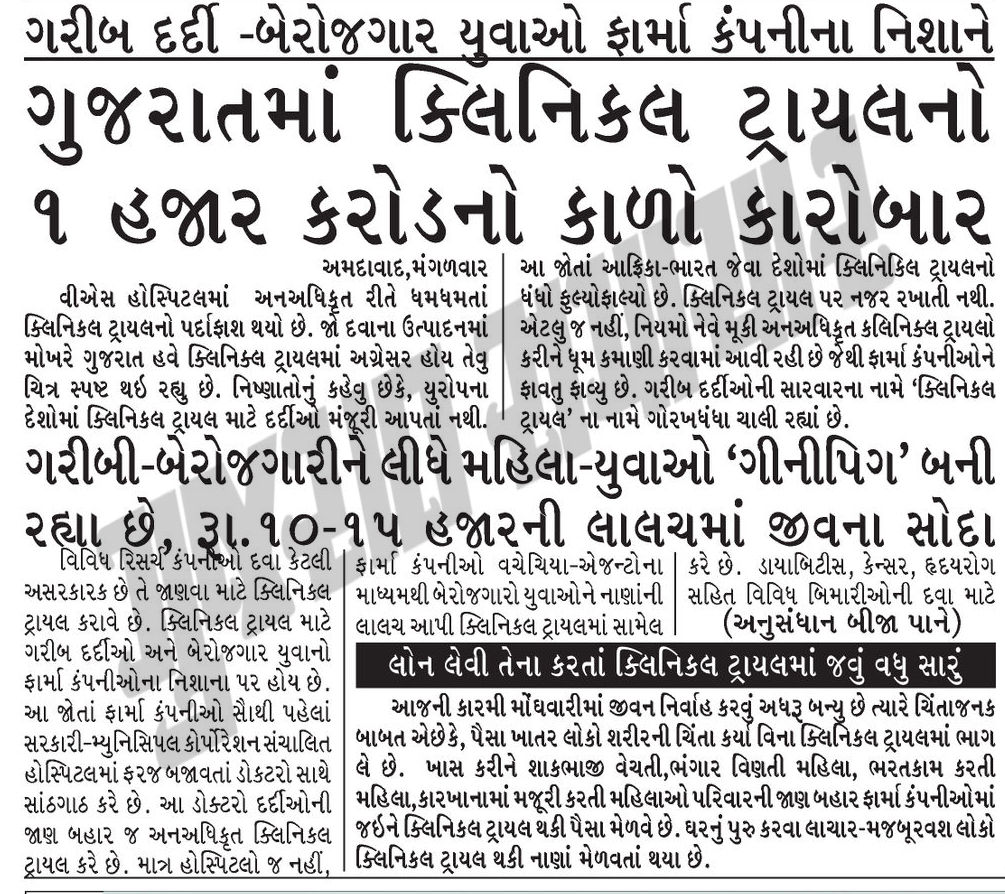 ગરીબ દર્દી -બેરોજગાર યુવાઓ ફાર્મા કંપનીના નિશાને
ગુજરાતમાં ક્લિનિકલ ટ્રાયલનો
૧ હજાર કરોડનો કાળો કારોબાર
અમદાવાદ,મંગળવાર
વીએસ હોસ્પિટલમાં અનઅધિકૃત રીતે ધમધમતાં
ક્લિનિકલ ટ્રાયલનો પર્દાફાશ થયો છે. જો દવાના ઉત્પાદનમાં
મોખરે ગુજરાત હવે ક્લિનિકલ ટ્રાયલમાં અગ્રેસર હોય તેવુ
ચિત્ર સ્પષ્ટ થઇ રહ્યુ છે. નિષ્ણાતોનું કહેવુ છેકે, યુરોપના
દેશોમાં ક્લિનિકલ ટ્રાયલ માટે દર્દીઓ મંજૂરી આપતાં નથી.
આ જોતાં આફ્રિકા-ભારત જેવા દેશોમાં ક્લિનિકિલ ટ્રાયલનો
ધંધો ફુલ્યોફાલ્યો છે. ક્લિનિકલ ટ્રાયલ પર નજર રખાતી નથી.
એટલુ જ નહીં, નિયમો નેવે મૂકી અનઅધિકૃત કલિનિકલ ટ્રાયલો
કરીને ધૂમ કમાણી કરવામાં આવી રહી છે જેથી ફાર્મા કંપનીઓને
ફાવતુ ફાવ્યુ છે. ગરીબ દર્દીઓની સારવારના નામે ‘ક્લિનિકલ
ટ્રાયલ’ ના નામે ગોરખધંધા ચાલી રહ્યાં છે.
ગરીબી-બેરોજગારીને લીધે મહિલા-યુવાઓ ‘ગીનીપિગ’ બની
રહ્યા છે, રૂા.૧૦-૧૫ હજારની લાલચમાં જીવના સોદા
વિવિધ રિસર્ચ કંપનીઓ દવા કેટલી
અસરકારક છે તે જાણવા માટે ક્લિનિકલ
ટ્રાયલ કરાવે છે. ક્લિનિકલ ટ્રાયલ માટે
ગરીબ દર્દીઓ અને બેરોજગાર યુવાનો
ફાર્મા કંપનીઓના નિશાના પર હોય છે.
આ જોતાં ફાર્મા કંપનીઓ સૌાથી પહેલાં
સરકારી-મ્યુનિસિપલ કોર્પોરેશન સંચાલિત
હોસ્પિટલમાં ફરજ બજાવતાં ડોકટરો સાથે
સાંઠગાઠ કરે છે. આ ડોક્ટરો દર્દીઓની
જાણ બહાર જ અનઅધિકૃત ક્લિનિકલ
ટ્રાયલ કરે છે. માત્ર હોસ્પિટલો જ નહીં,
ફાર્મા કંપનીઓ વચેચિયા-એજન્ટોના
માધ્યમથી બેરોજગારો યુવાઓને નાણાંની
લાલચ આપી ક્લિનિકલ ટ્રાયલમાં સામેલ
કરે છે. ડાયાબિટીસ, કેન્સર, હૃદયરોગ
સહિત વિવિધ બિમારીઓની દવા માટે
(અનુસંધાન બીજા પાને)
લોન લેવી તેના કરતાં ક્લિનિકલ ટ્રાયલમાં જવું વધુ સારું
આજની કારમી મોંઘવારીમાં જીવન નિર્વાહ કરવું અધરૂ બન્યુ છે ત્યારે ચિંતાજનક
બાબત એછેકે, પૈસા ખાતર લોકો શરીરની ચિંતા કર્યા વિના ક્લિનિકલ ટ્રાયલમાં ભાગ
લે છે. ખાસ કરીને શાકભાજી વેચતી,ભંગાર વિણતી મહિલા, ભરતકામ કરતી
મહિલા,કારખાનામાં મજૂરી કરતી મહિલાઓ પરિવારની જાણ બહાર ફાર્મા કંપનીઓમાં
જઇને ક્લિનિકલ ટ્રાયલ થકી પૈસા મેળવે છે. ઘરનું પુરુ કરવા લાચાર-મજબૂરવશ લોકો
ક્લિનિકલ ટ્રાયલ થકી નાણાં મેળવતાં થયા છે.
ગુજરાત સમાચાર